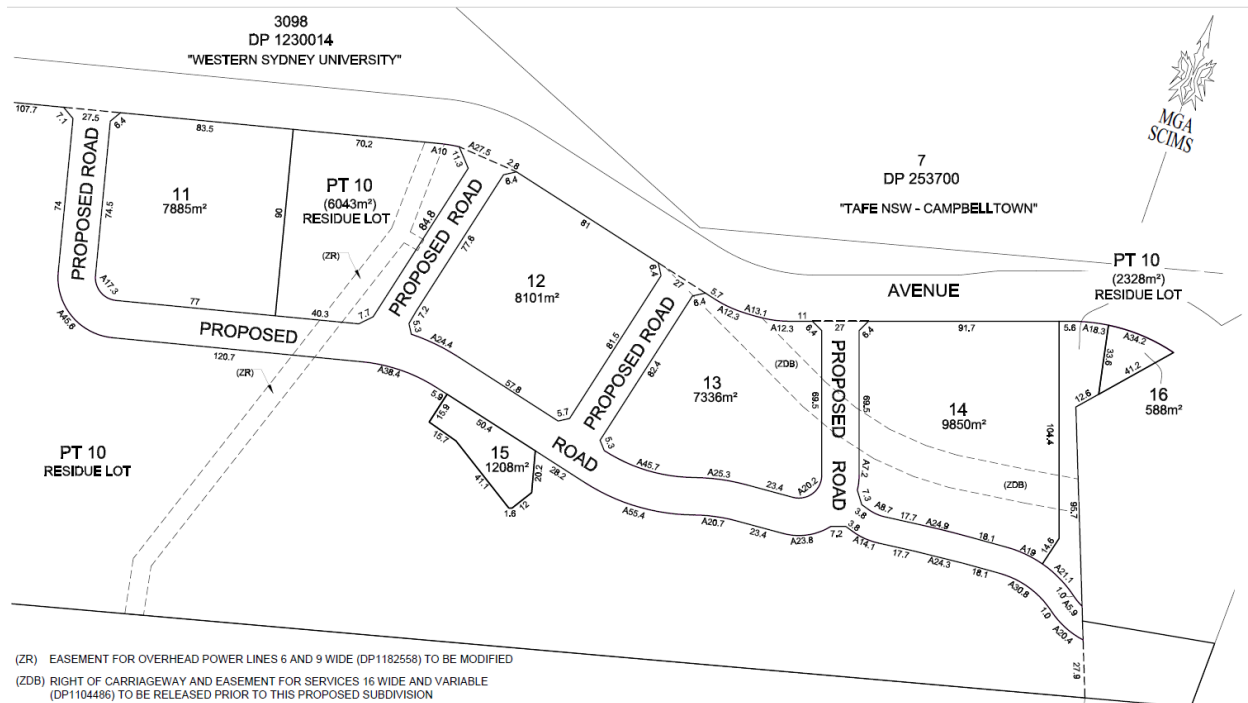 3098
DP 1230014
"WESTERN SYDNEY UNIVERSITY"
MGA
SCIMS
7
DP 253700
"TAFE NSW - CAMPBELLTOWN"
PT 10
(2328m²)
RESIDUE LOT
AVENUE
107.7
7.1
27.5
6.4
83.5
70.2
A10
11.3
A27.5
2.8
6.4
PROPOSED ROAD
74
74.5
11
7885m²
90
PT 10
(6043m²)
RESIDUE LOT
(ZR)
84.8
PROPOSED ROAD
77.6
81
12
8101m²
6.4
27
5.7
6.4
A12.3
A13.1
11
A12.3
6.4
27
6.4
91.7
5.6
A18.3
A34.2
33.6
41.2
12.6
16
588m²
A17.3
77
40.3
7.7
7.2
5.3
A24.4
57.8
5.7
81.5
PROPOSED ROAD
82.4
13
7336m²
(ZDB)
69.5
PROPOSED ROAD
69.5
14
9850m²
104.4
(ZDB)
95.7
A45.6
PROPOSED
120.7
(ZR)
A38.4
5.9
15.9
50.4
15.7
15
1208m²
41.1
20.2
1.6
12
28.2
ROAD
5.3
A45.7
A25.3
23.4
A20.2
A7.2
7.3
3.8
A8.7
17.7
A24.9
18.1
A19
14.6
A21.1
1.0
A5.9
A55.4
A20.7
23.4
A23.8
7.2
3.8
A14.1
17.7
A24.3
18.1
A30.8
1.0
A20.4
27.9
PT 10
RESIDUE LOT
(ZR) EASEMENT FOR OVERHEAD POWER LINES 6 AND 9 WIDE (DP1182558) TO BE MODIFIED
(ZDB) RIGHT OF CARRIAGEWAY AND EASEMENT FOR SERVICES 16 WIDE AND VARIABLE
(DP1104486) TO BE RELEASED PRIOR TO THIS PROPOSED SUBDIVISION